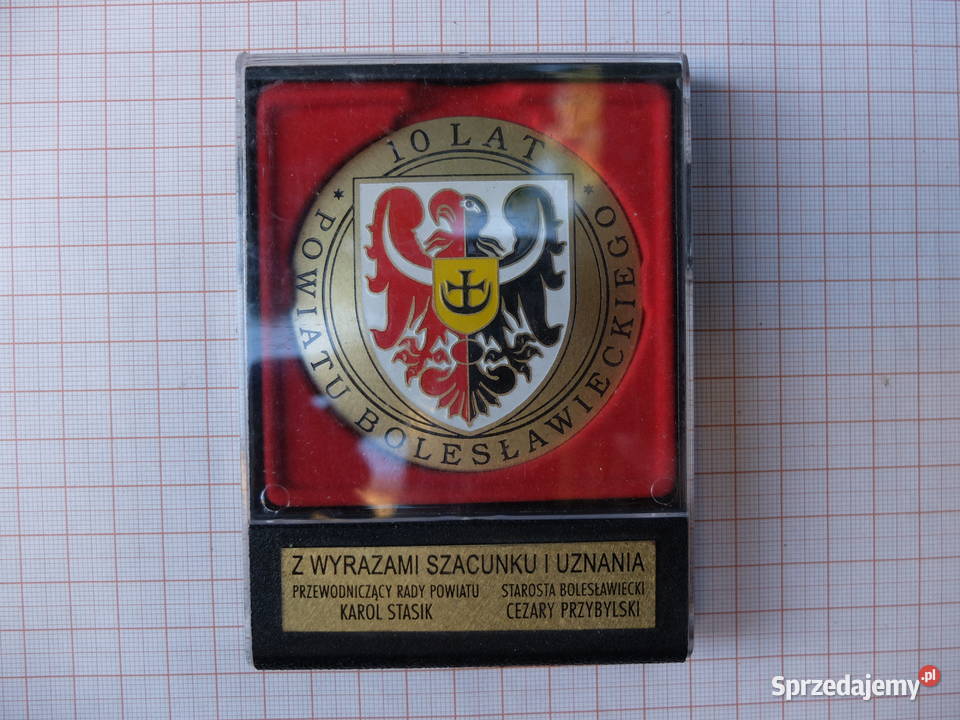 10 LAT
* POWIATU BOLESŁAWIECKIEGO *
Z WYRAZAMI SZACUNKU I UZNANIA
PRZEWODNICZĄCY RADY POWIATU STAROSTA BOLESŁAWIECKI
KAROL STASIK CEZARY PRZYBYLSKI
Sprzedajemy.pl